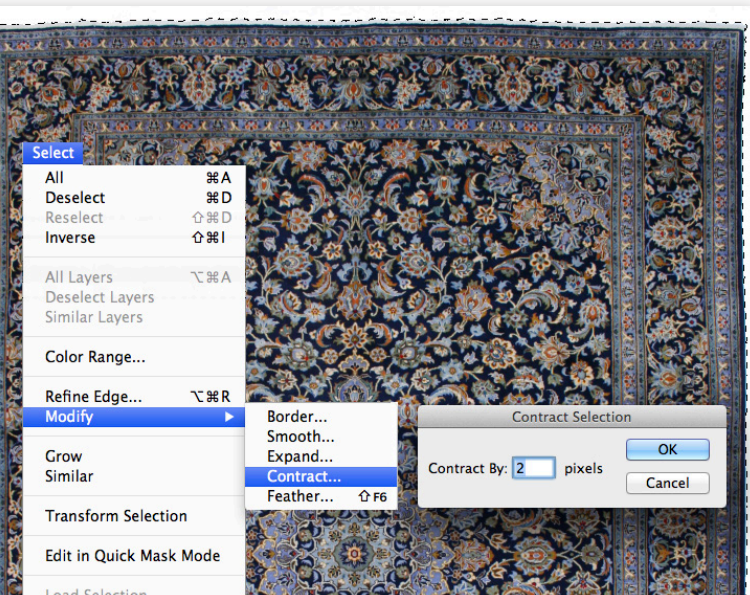 Select
All ⌘A
Deselect ⌘D
Reselect ⇧⌘D
Inverse ⇧⌘I
All Layers ⌥⌘A
Deselect Layers
Similar Layers
Color Range...
Refine Edge... ⌥⌘R
Modify ▶
Grow
Similar
Transform Selection
Edit in Quick Mask Mode
Load Selection
Border...
Smooth...
Expand...
Contract...
Feather... ⇧F6
Contract Selection
Contract By: 2 pixels
OK
Cancel